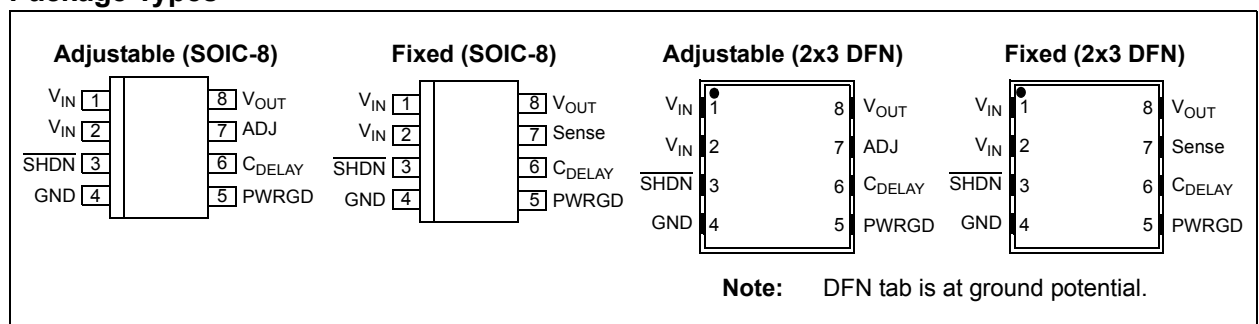 Adjustable (SOIC-8)
VIN 1
VIN 2
SHDN 3
GND 4
8 VOUT
7 ADJ
6 CDELAY
5 PWRGD
Fixed (SOIC-8)
VIN 1
VIN 2
SHDN 3
GND 4
8 VOUT
7 Sense
6 CDELAY
5 PWRGD
Adjustable (2x3 DFN)
VIN 1
VIN 2
SHDN 3
GND 4
8 VOUT
7 ADJ
6 CDELAY
5 PWRGD
Fixed (2x3 DFN)
VIN 1
VIN 2
SHDN 3
GND 4
8 VOUT
7 Sense
6 CDELAY
5 PWRGD
Note: DFN tab is at ground potential.